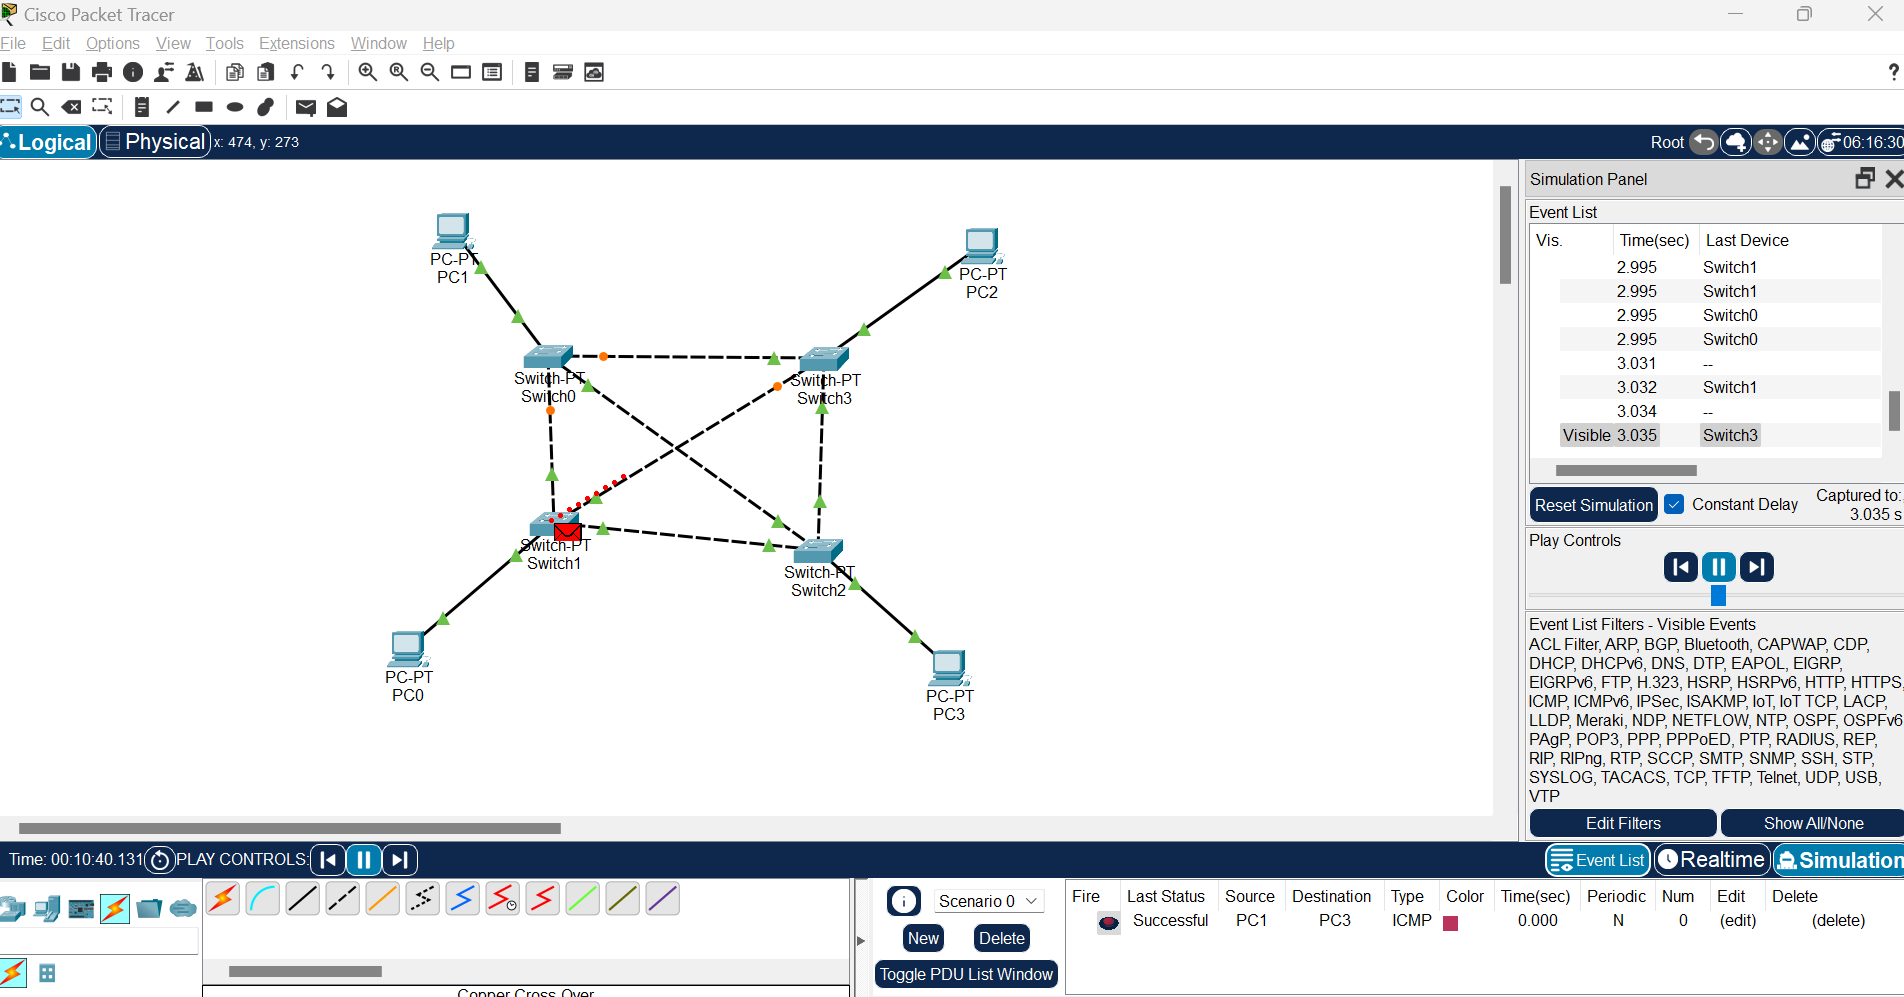 Cisco Packet Tracer
File Edit Options View Tools Extensions Window Help
?
Logical Physical x: 474, y: 273
Root 06:16:30
PC-PT
PC1
PC-PT
PC2
Switch-PT
Switch0
Switch-PT
Switch3
Switch-PT
Switch1
Switch-PT
Switch2
PC-PT
PC0
PC-PT
PC3
Simulation Panel
Event List
Vis. Time(sec) Last Device
2.995 Switch1
2.995 Switch1
2.995 Switch0
2.995 Switch0
3.031 --
3.032 Switch1
3.034 --
Visible 3.035 Switch3
Reset Simulation Constant Delay Captured to:
3.035 s
Play Controls
Event List Filters - Visible Events
ACL Filter, ARP, BGP, Bluetooth, CAPWAP, CDP,
DHCP, DHCPv6, DNS, DTP, EAPOL, EIGRP,
EIGRPv6, FTP, H.323, HSRP, HSRPv6, HTTP, HTTPS,
ICMP, ICMPv6, IPSec, ISAKMP, IoT, IoT TCP, LACP,
LLDP, Meraki, NDP, NETFLOW, NTP, OSPF, OSPFv6
PAgP, POP3, PPP, PPPoED, PTP, RADIUS, REP,
RIP, RIPng, RTP, SCCP, SMTP, SNMP, SSH, STP,
SYSLOG, TACACS, TCP, TFTP, Telnet, UDP, USB,
VTP
Edit Filters Show All/None
Time: 00:10:40.131 PLAY CONTROLS:
Event List Realtime Simulation
Scenario 0
New Delete
Toggle PDU List Window
Fire Last Status Source Destination Type Color Time(sec) Periodic Num Edit Delete
Successful PC1 PC3 ICMP 0.000 N 0 (edit) (delete)
Copper Cross-Over